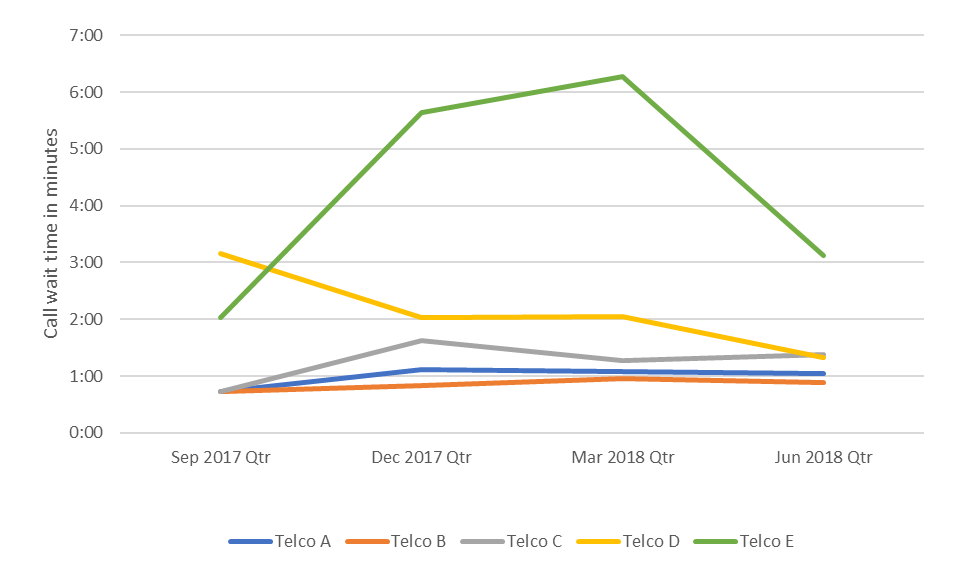 7:00
6:00
5:00
4:00
3:00
2:00
1:00
0:00
Call wait time in minutes
Sep 2017 Qtr Dec 2017 Qtr Mar 2018 Qtr Jun 2018 Qtr
Telco A Telco B Telco C Telco D Telco E